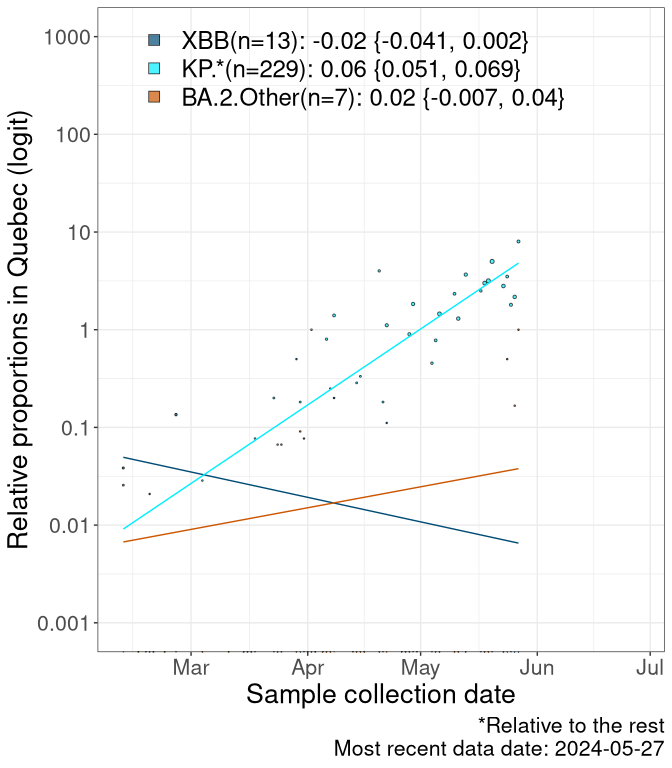 XBB(n=13): -0.02 {-0.041, 0.002}
KP.*(n=229): 0.06 {0.051, 0.069}
BA.2.Other(n=7): 0.02 {-0.007, 0.04}
Relative proportions in Quebec (logit)
1000
100
10
1
0.1
0.01
0.001
Mar Apr May Jun Jul
Sample collection date
*Relative to the rest
Most recent data date: 2024-05-27